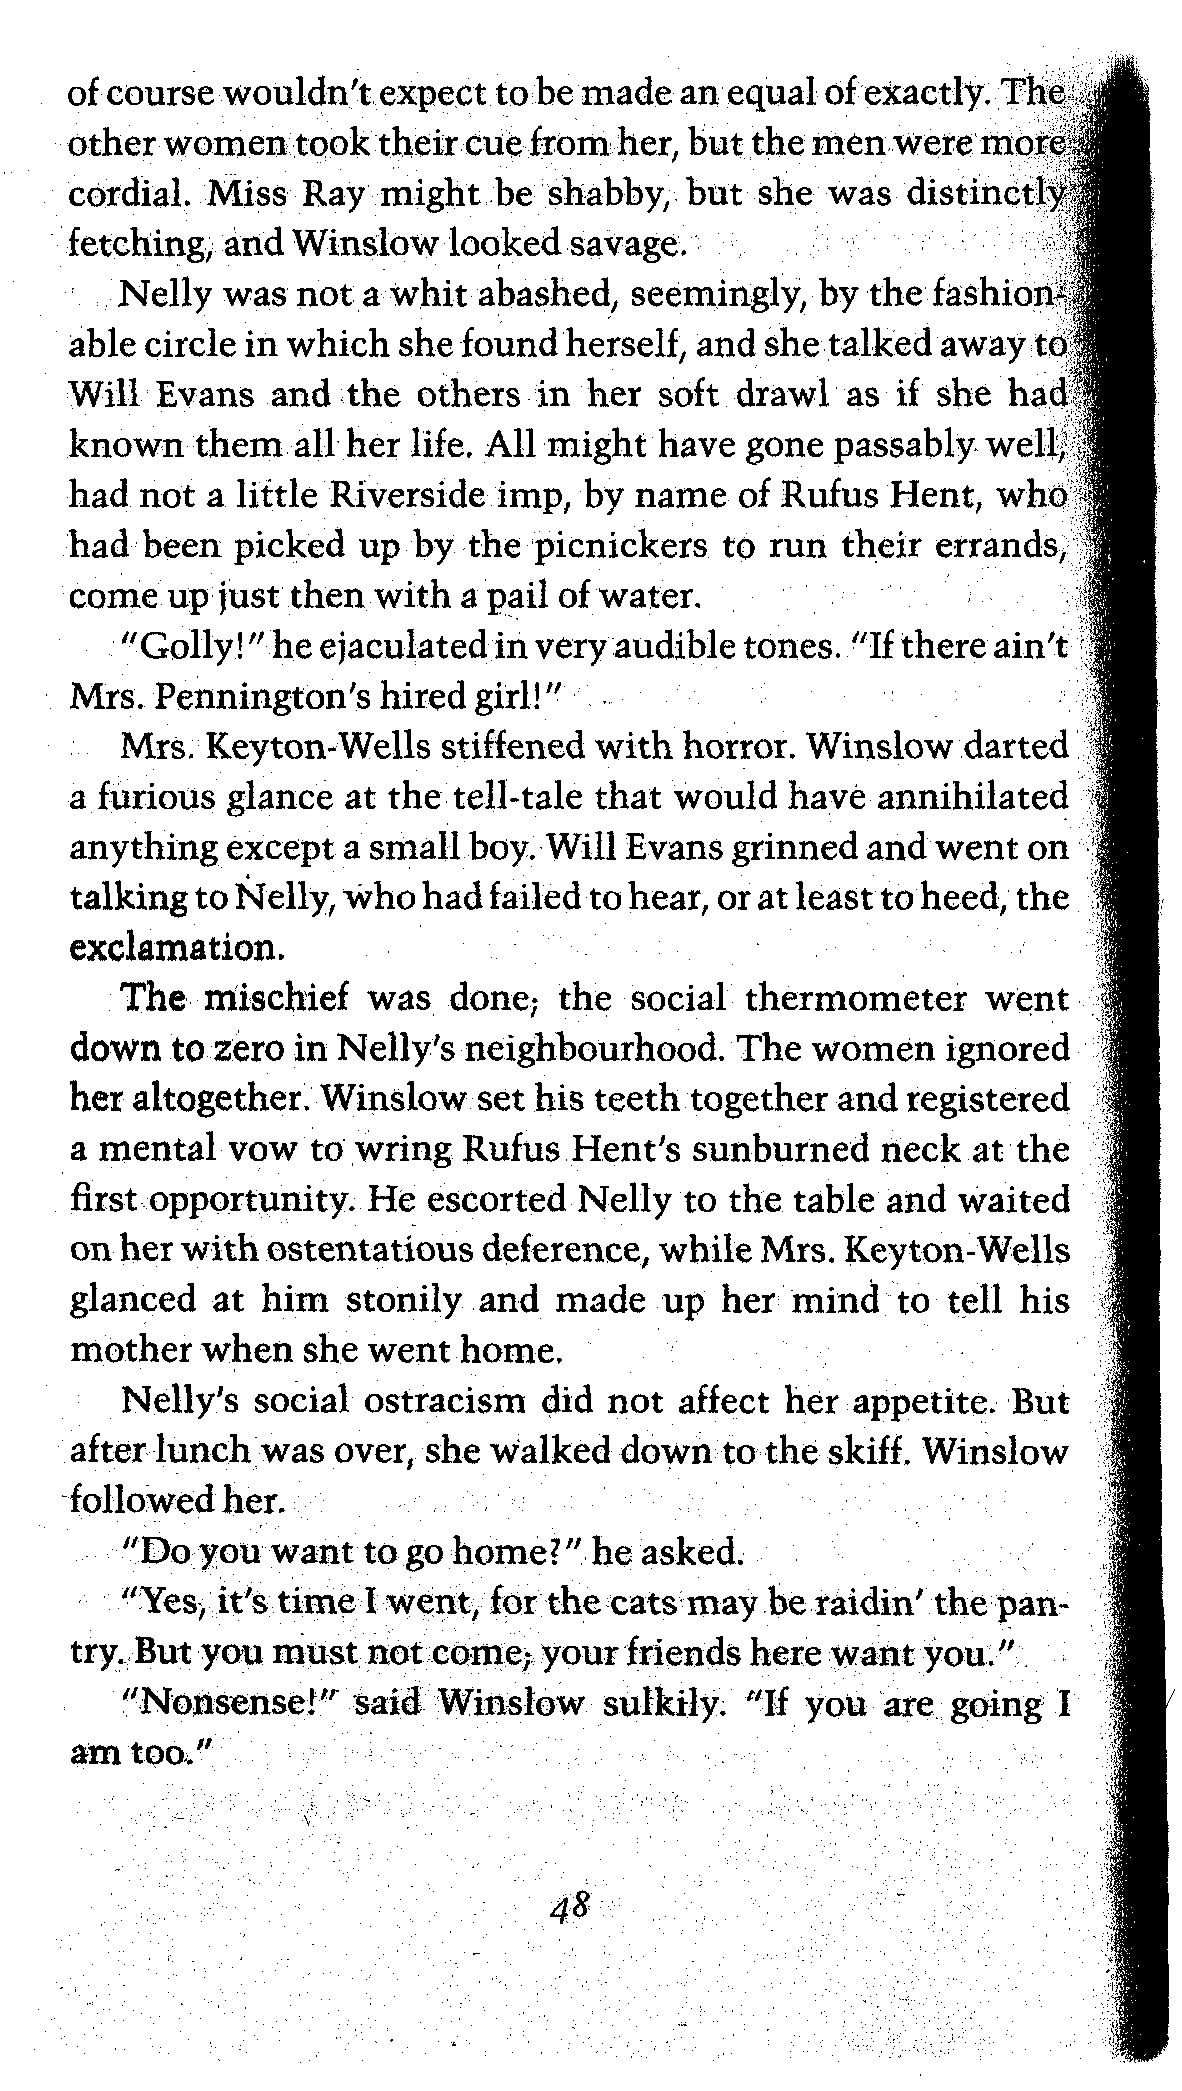 of course wouldn't expect to be made an equal of exactly. The
other women took their cue from her, but the men were more
cordial. Miss Ray might be shabby, but she was distinctly
fetching, and Winslow looked savage.
Nelly was not a whit abashed, seemingly, by the fashion-
able circle in which she found herself, and she talked away to
Will Evans and the others in her soft drawl as if she had
known them all her life. All might have gone passably well,
had not a little Riverside imp, by name of Rufus Hent, who
had been picked up by the picnickers to run their errands,
come up just then with a pail of water.
"Golly!" he ejaculated in very audible tones. "If there ain't
Mrs. Pennington's hired girl!"
Mrs. Keyton-Wells stiffened with horror. Winslow darted
a furious glance at the tell-tale that would have annihilated
anything except a small boy. Will Evans grinned and went on
talking to Nelly, who had failed to hear, or at least to heed, the
exclamation.
The mischief was done; the social thermometer went
down to zero in Nelly's neighbourhood. The women ignored
her altogether. Winslow set his teeth together and registered
a mental vow to wring Rufus Hent's sunburned neck at the
first opportunity. He escorted Nelly to the table and waited
on her with ostentatious deference, while Mrs. Keyton-Wells
glanced at him stonily and made up her mind to tell his
mother when she went home.
Nelly's social ostracism did not affect her appetite. But
after lunch was over, she walked down to the skiff. Winslow
followed her.
"Do you want to go home?" he asked.
"Yes, it's time I went, for the cats may be raidin' the pan-
try. But you must not come; your friends here want you."
"Nonsense!" said Winslow sulkily. "If you are going I
am too."
48